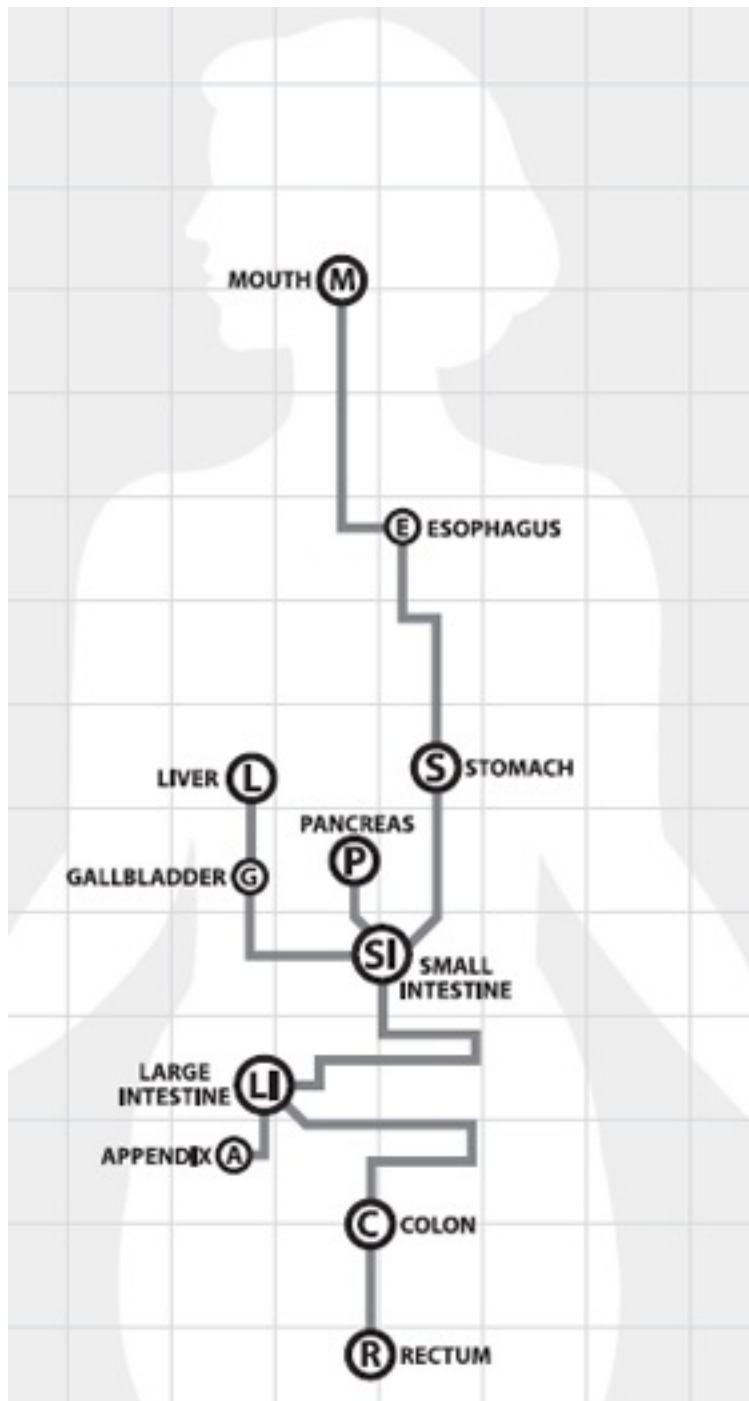 MOUTH M
E ESOPHAGUS
S STOMACH
LIVER L
PANCREAS
P
GALLBLADDER G
SI SMALL
INTESTINE
LARGE
INTESTINE
LI
APPENDIX A
C COLON
R RECTUM